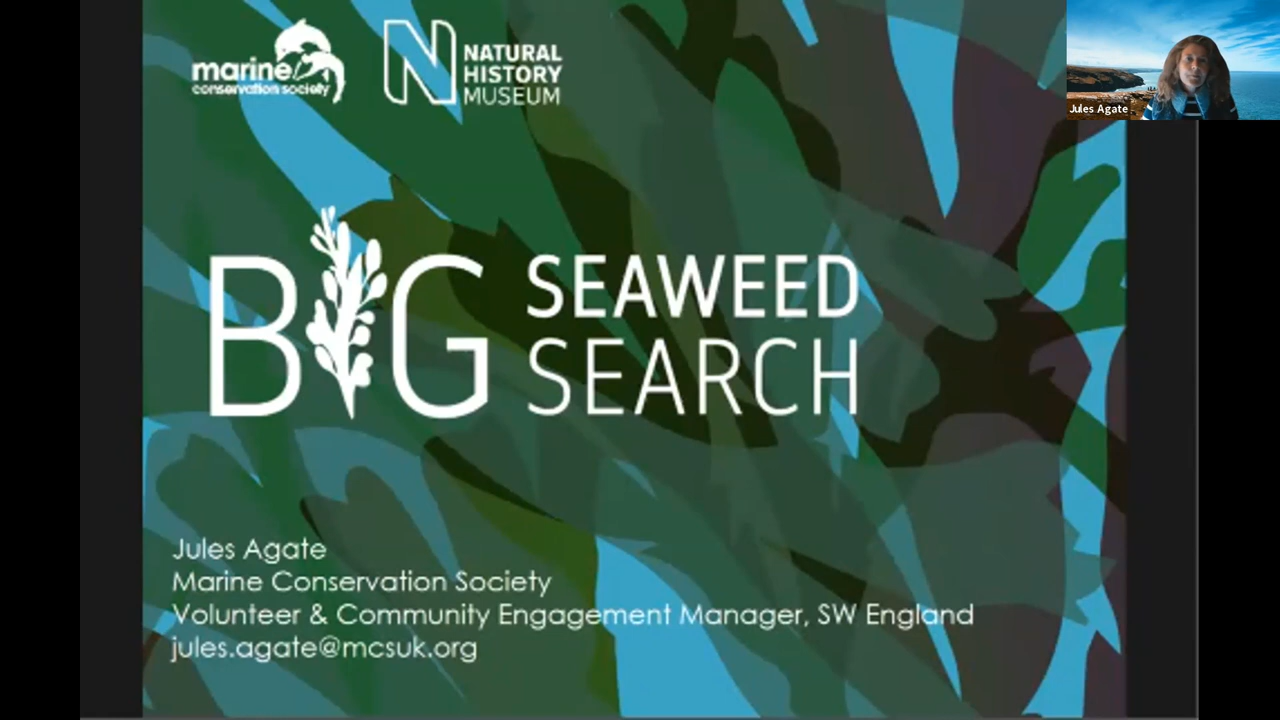 marine
conservation society
NATURAL
HISTORY
MUSEUM
Jules Agate
BIG
SEAWEED
SEARCH
Jules Agate
Marine Conservation Society
Volunteer & Community Engagement Manager, SW England
jules.agate@mcsuk.org